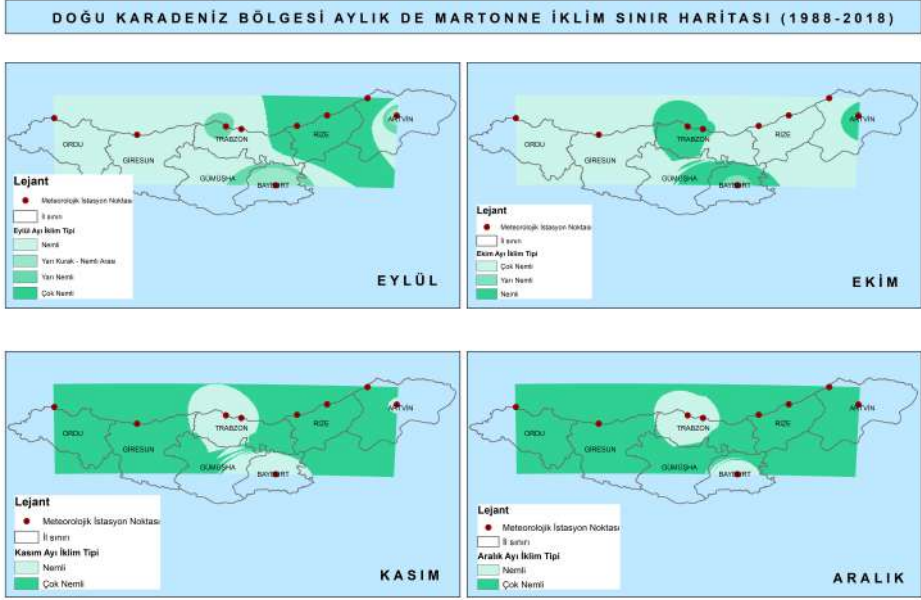 DOĞU KARADENİZ BÖLGESİ AYLIK DE MARTONNE İKLİM SINIR HARİTASI (1988-2018)
ORDU
GİRESUN
TRABZON
RİZE
ARTVİN
GÜMÜŞHA
BAYBURT
Lejant
Meteorolojik İstasyon Noktası
İl sınırı
Eylül Ayı İklim Tipi
Nemli
Yarı Kurak - Nemli Arası
Yarı Nemli
Çok Nemli
EYLÜL
ORDU
GİRESUN
TRABZON
RİZE
ARTVİN
GÜMÜŞHA
BAYBURT
Lejant
Meteorolojik İstasyon Noktası
İl sınırı
Ekim Ayı İklim Tipi
Çok Nemli
Yarı Nemli
Nemli
EKİM
ORDU
GİRESUN
TRABZON
RİZE
ARTVİN
GÜMÜŞHA
BAYBURT
Lejant
Meteorolojik İstasyon Noktası
İl sınırı
Kasım Ayı İklim Tipi
Nemli
Çok Nemli
KASIM
ORDU
GİRESUN
TRABZON
RİZE
ARTVİN
GÜMÜŞHA
BAYBURT
Lejant
Meteorolojik İstasyon Noktası
İl sınırı
Aralık Ayı İklim Tipi
Nemli
Çok Nemli
ARALIK